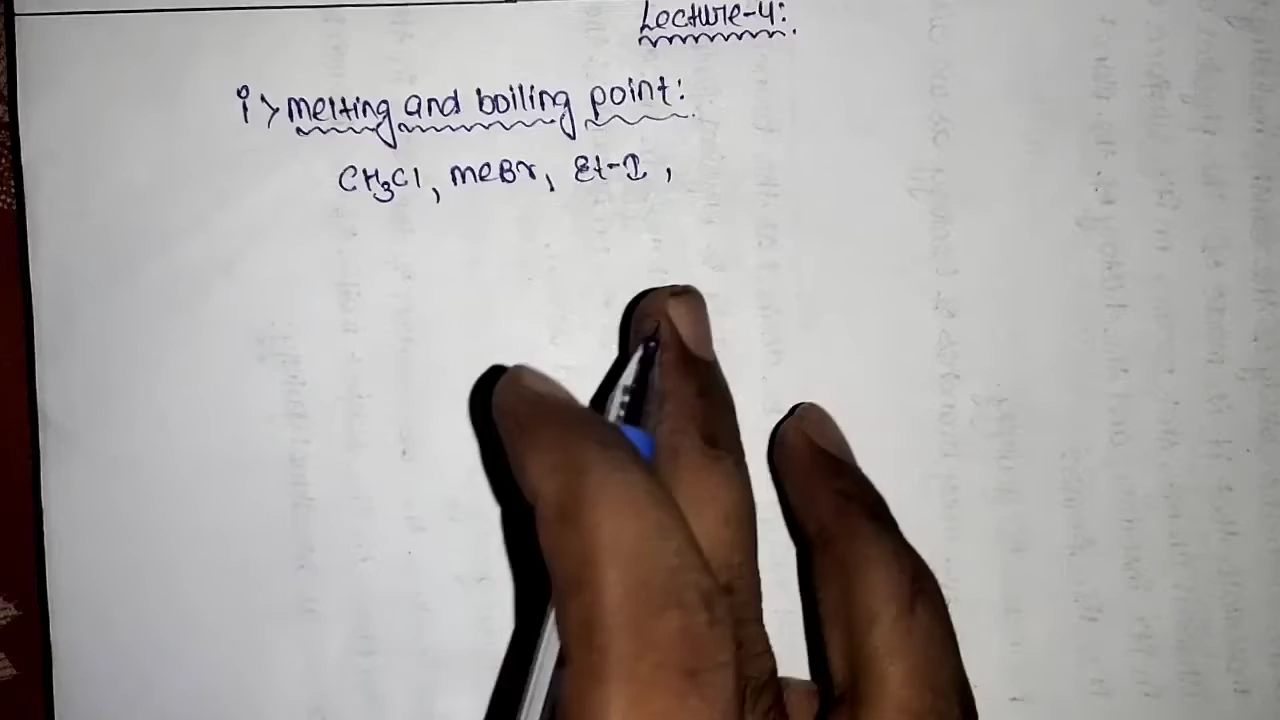 Lecture-4:
i> melting and boiling point:
CH₃Cl, meBr, Et-I,